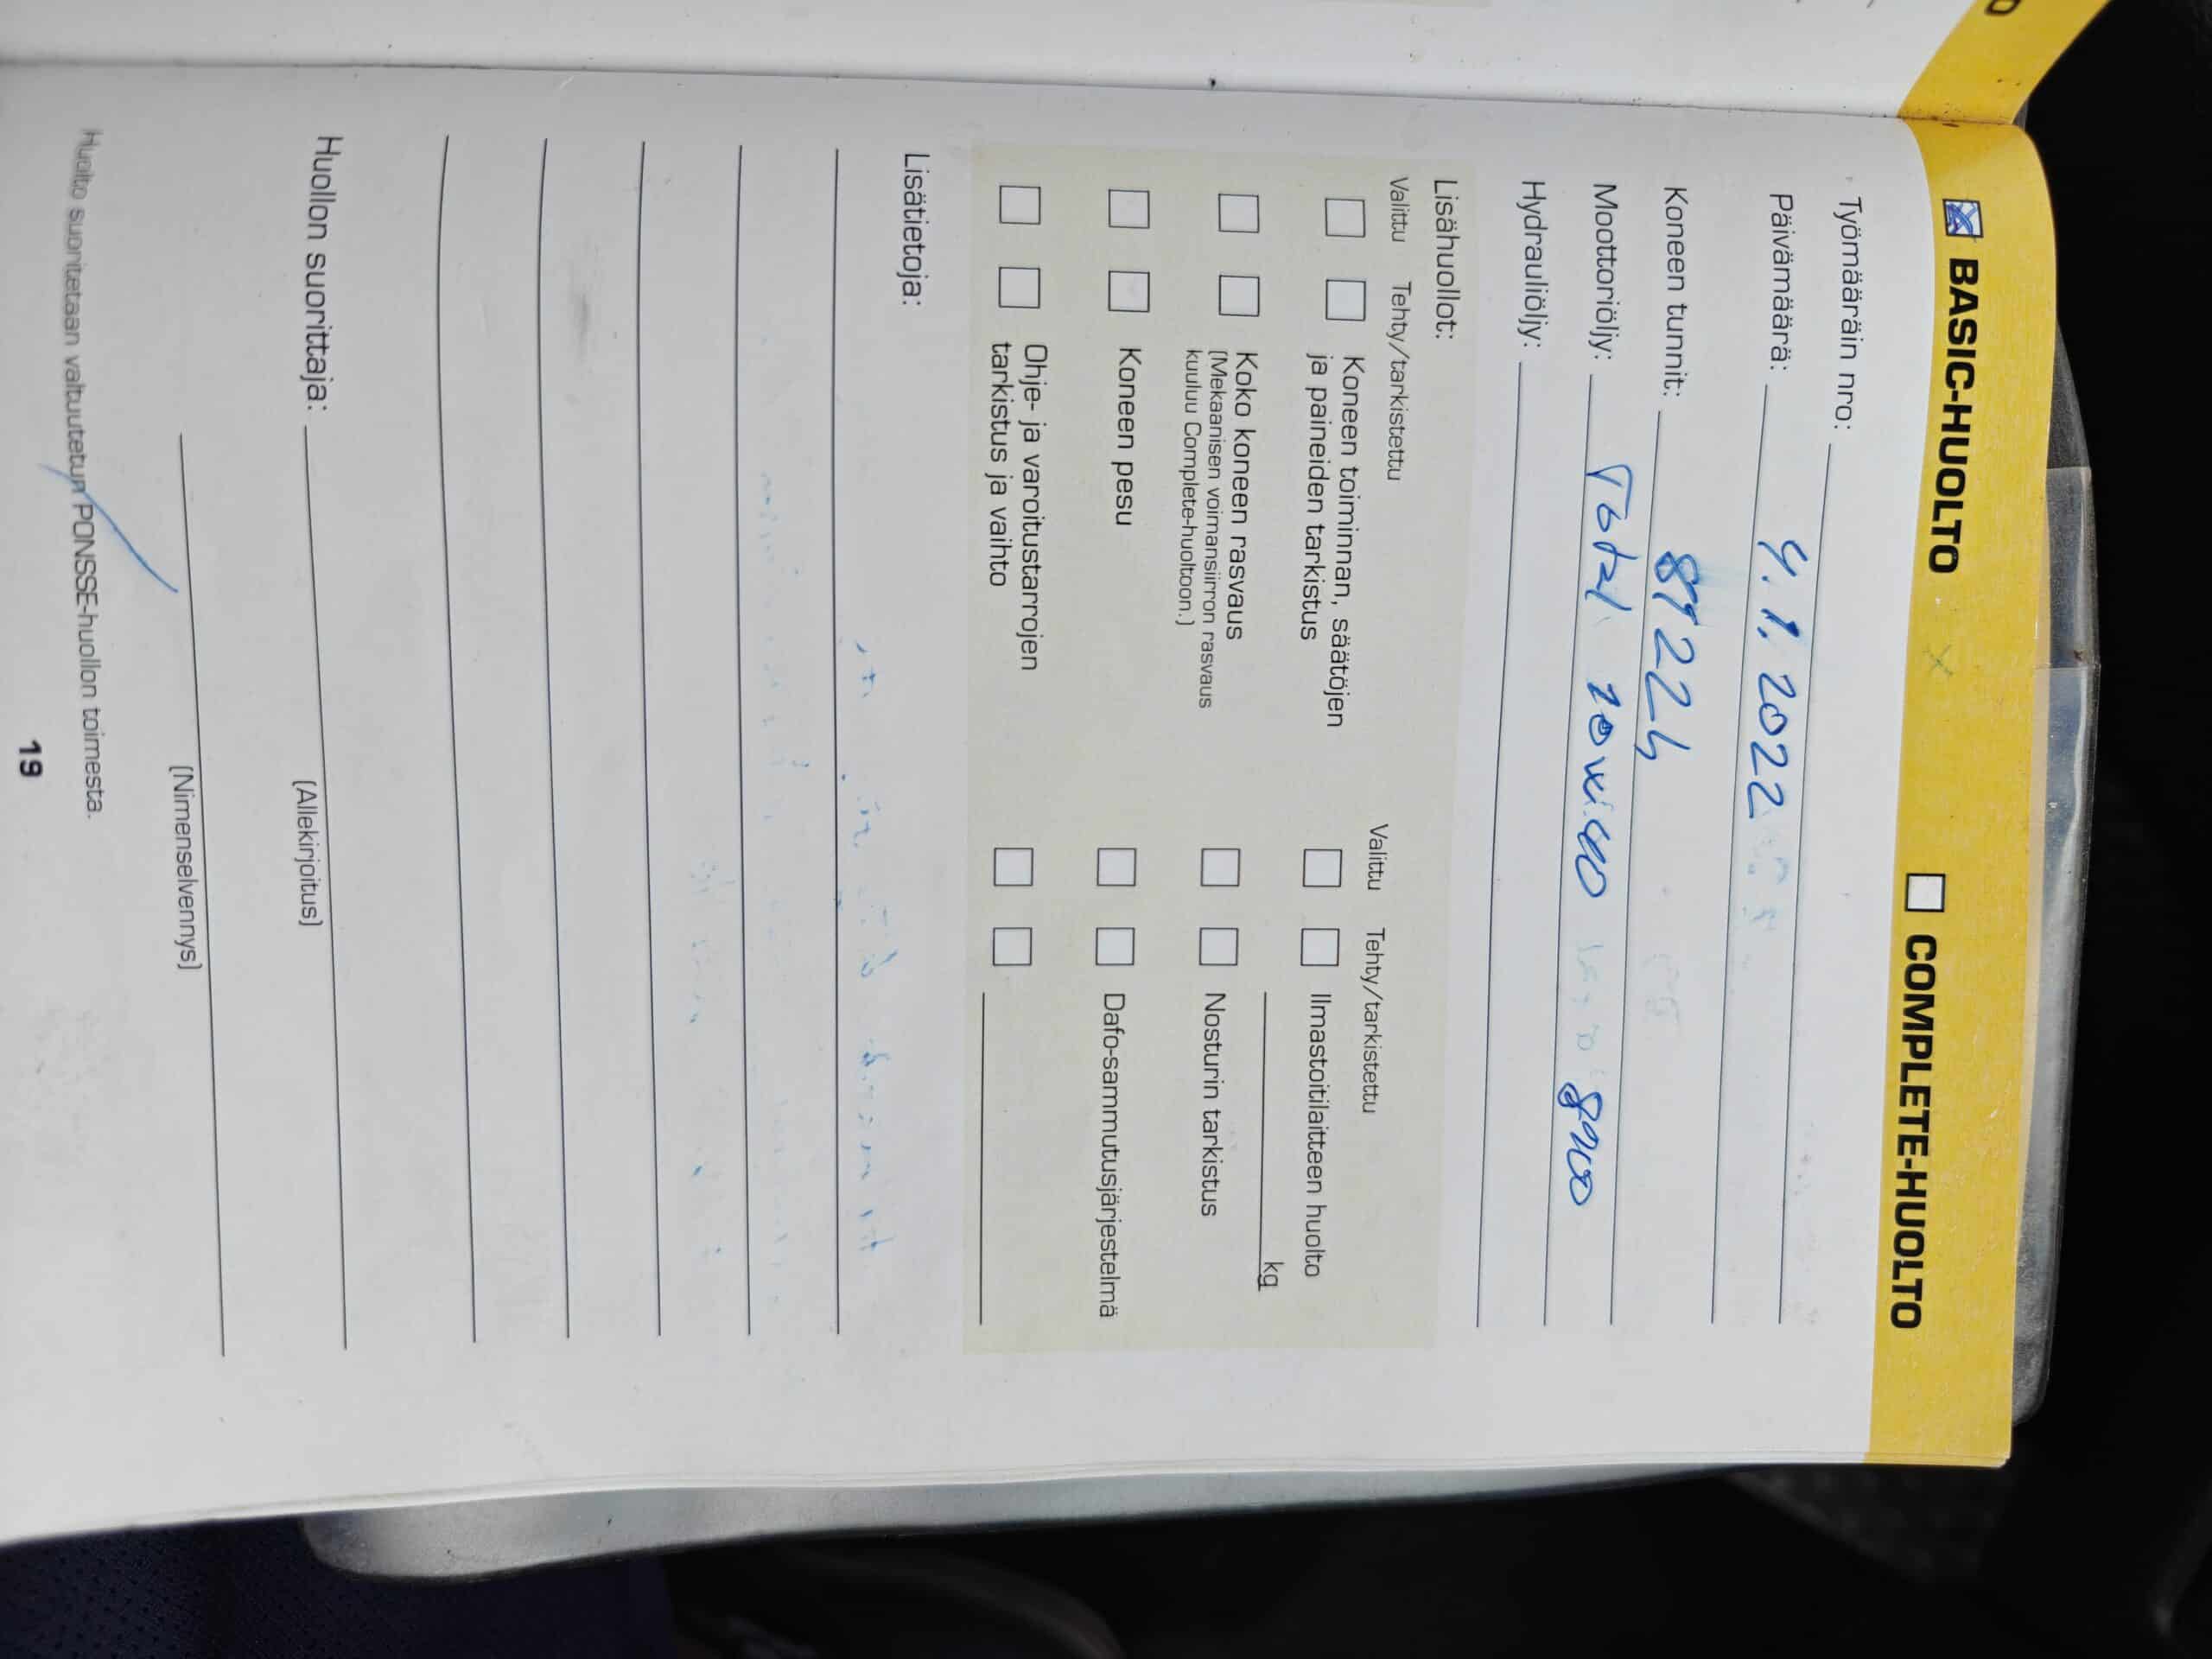 BASIC-HUOLTO COMPLETE-HUOLTO
Työmääräin nro:
Päivämäärä: 4.1.2022
Koneen tunnit:
Moottoriöljy: Total 10w40 8900
Hydrauliöljy:
Lisähuollot:
Valittu Tehty/tarkistettu Valittu Tehty/tarkistettu
Koneen toiminnan, säätöjen Ilmastoitilaitteen huolto
ja paineiden tarkistus
kg
Koko koneen rasvaus Nosturin tarkistus
(Mekaanisen voimansiirron rasvaus
kuuluu Complete-huoltoon.)
Koneen pesu Dafo-sammutusjärjestelmä
Ohje- ja varoitustarrojen
tarkistus ja vaihto
Lisätietoja:
Huollon suorittaja:
(Allekirjoitus)
(Nimenselvennys)
Huolto suoritetaan valtuutetun PONSSE-huollon toimesta.
19